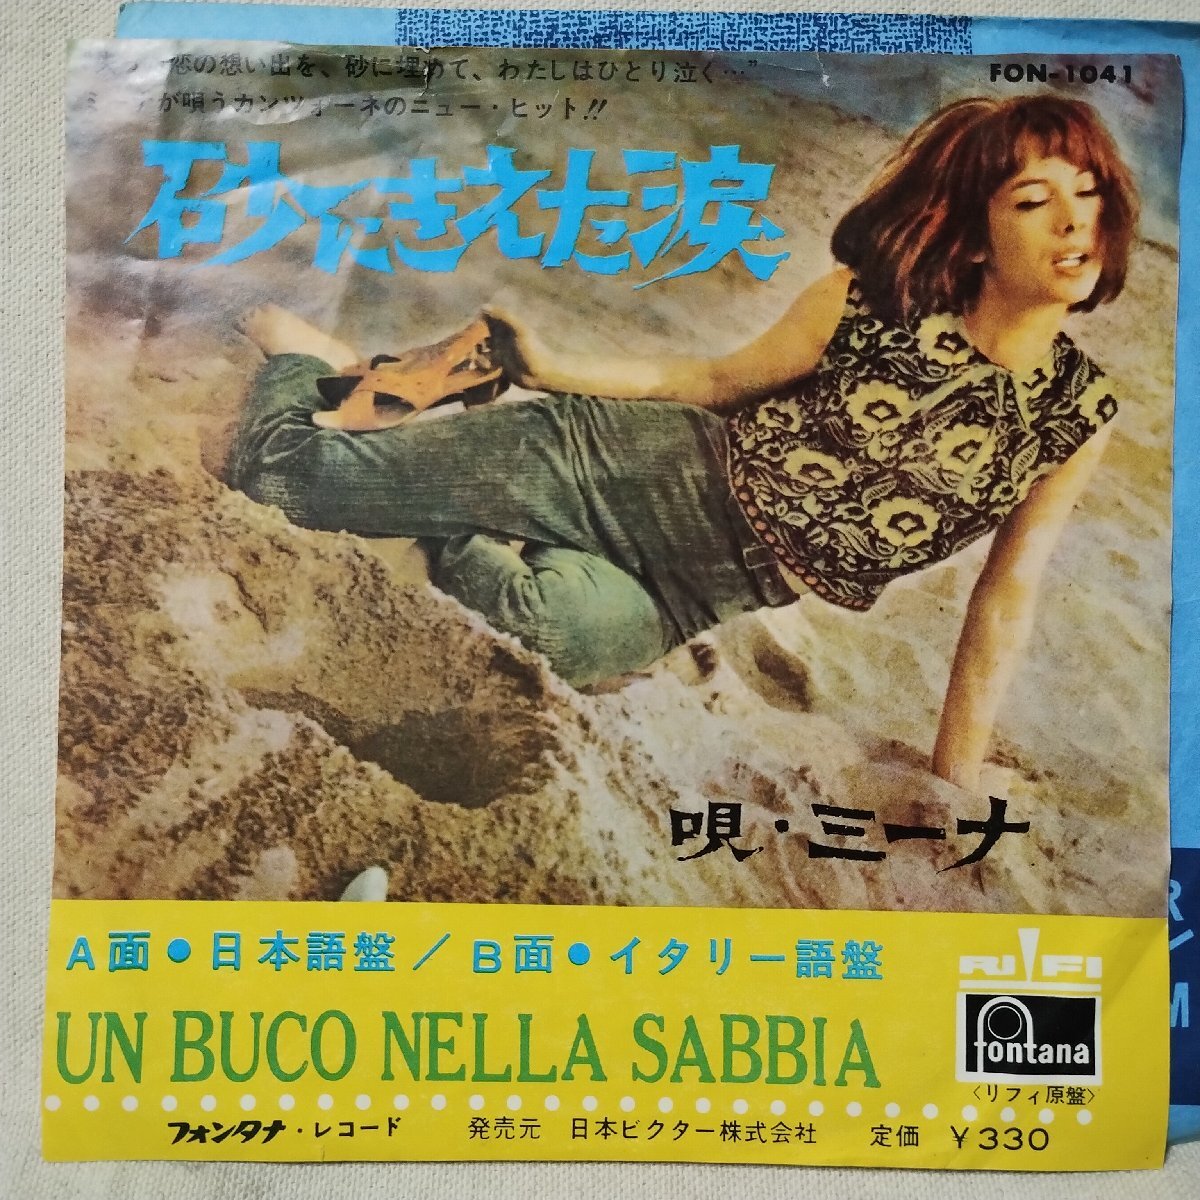 恋の想い出を、砂に埋めて、わたしはひとり泣く…"
が唄うカンツォーネのニュー・ヒット!!
FON-1041
砂にきえた涙
唄・ミーナ
A面●日本語盤/B面●イタリー語盤
UN BUCO NELLA SABBIA
RIFI
fontana
〈リフィ原盤〉
フォンタナ・レコード 発売元 日本ビクター株式会社 定価 ¥330
R
M